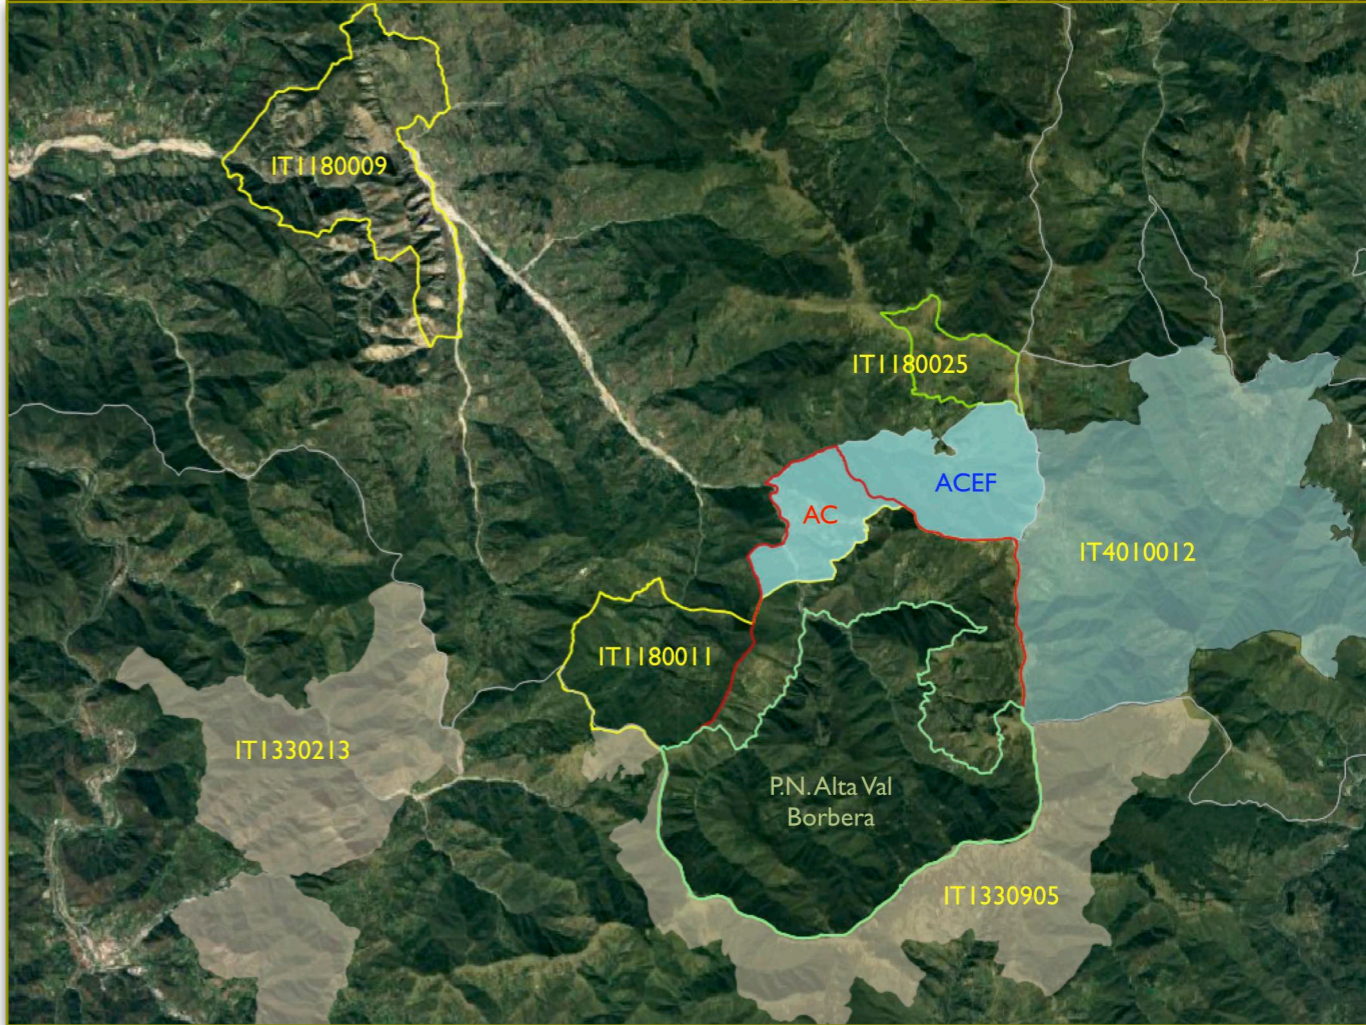 IT1180009
IT1180025
ACEF
AC
IT4010012
IT1180011
IT1330213
P.N. Alta Val
Borbera
IT1330905